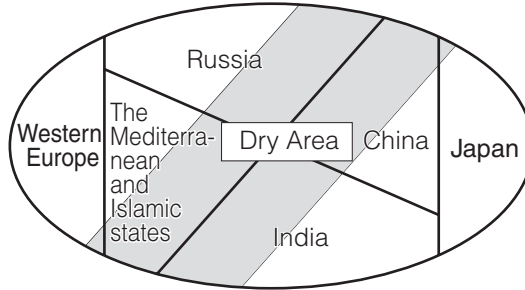 Russia
Western
Europe
The
Mediterra-
nean
and
Islamic
states
Dry Area
China
Japan
India